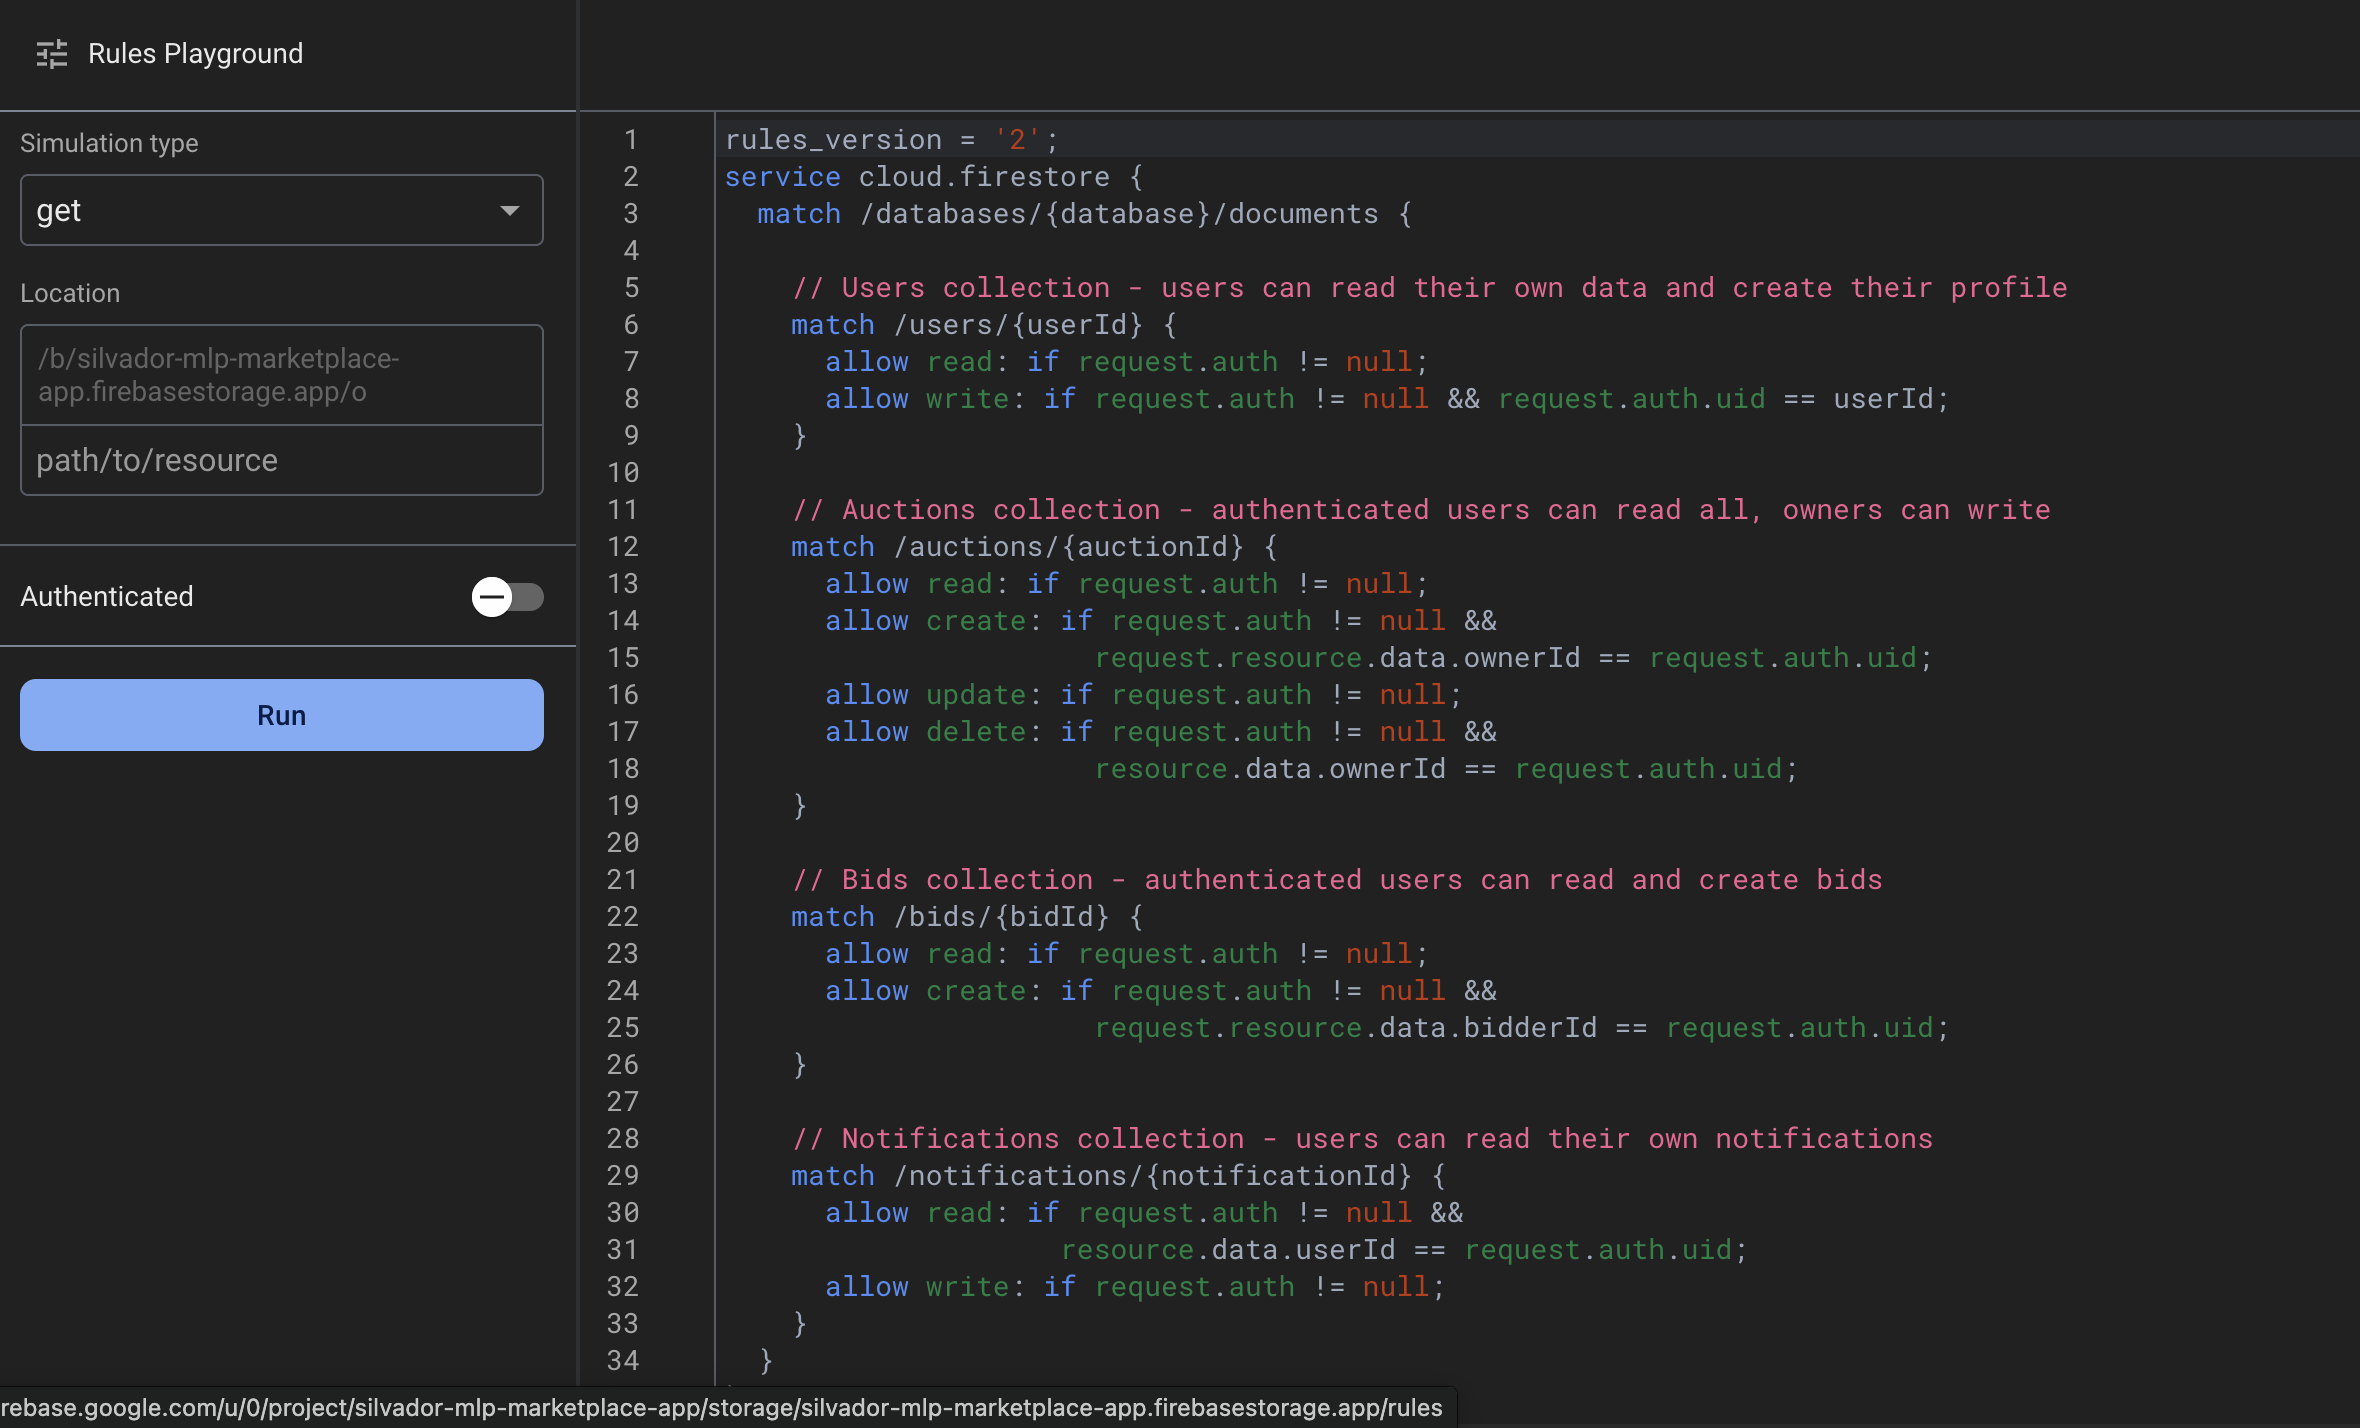 Rules Playground
Simulation type
get
Location
/b/silvador-mlp-marketplace-
app.firebasestorage.app/o
path/to/resource
Authenticated
Run
1 rules_version = '2';
2 service cloud.firestore {
3   match /databases/{database}/documents {
4
5     // Users collection - users can read their own data and create their profile
6     match /users/{userId} {
7       allow read: if request.auth != null;
8       allow write: if request.auth != null && request.auth.uid == userId;
9     }
10
11     // Auctions collection - authenticated users can read all, owners can write
12     match /auctions/{auctionId} {
13       allow read: if request.auth != null;
14       allow create: if request.auth != null &&
15                       request.resource.data.ownerId == request.auth.uid;
16       allow update: if request.auth != null;
17       allow delete: if request.auth != null &&
18                       resource.data.ownerId == request.auth.uid;
19     }
20
21     // Bids collection - authenticated users can read and create bids
22     match /bids/{bidId} {
23       allow read: if request.auth != null;
24       allow create: if request.auth != null &&
25                       request.resource.data.bidderId == request.auth.uid;
26     }
27
28     // Notifications collection - users can read their own notifications
29     match /notifications/{notificationId} {
30       allow read: if request.auth != null &&
31                     resource.data.userId == request.auth.uid;
32       allow write: if request.auth != null;
33     }
34   }
rebase.google.com/u/0/project/silvador-mlp-marketplace-app/storage/silvador-mlp-marketplace-app.firebasestorage.app/rules